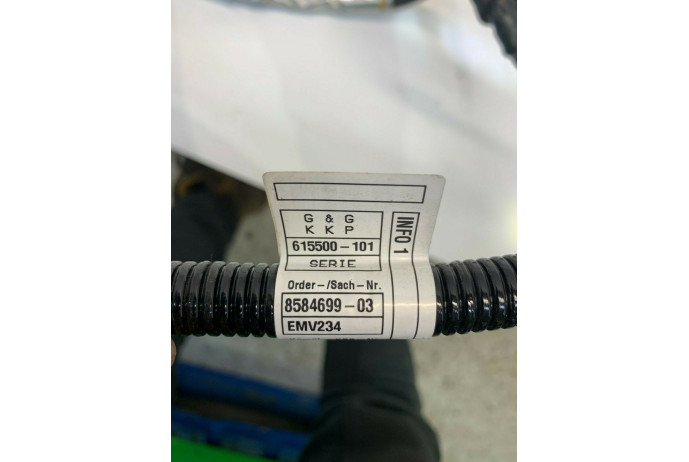 G & G
K K P
615500-101
SERIE
Order-/Sach-Nr.
8584699-03
EMV234
INFO 1